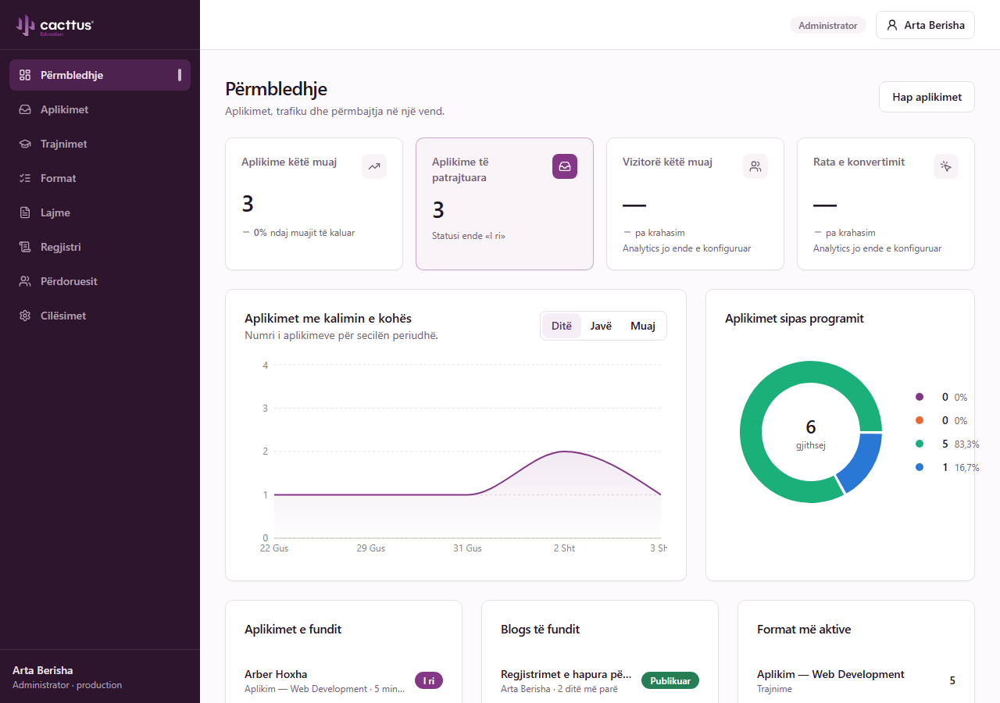 cacttus
Education
Administrator
Arta Berisha
Përmbledhje
Aplikimet
Trajnimet
Format
Lajme
Regjistri
Përdoruesit
Cilësimet
Arta Berisha
Administrator · production
Përmbledhje
Aplikimet, trafiku dhe përmbajtja në një vend.
Hap aplikimet
Aplikime këtë muaj
3
— 0% ndaj muajit të kaluar
Aplikime të
patrajtuara
3
Statusi ende «I ri»
Vizitorë këtë muaj
—
— pa krahasim
Analytics jo ende e konfiguruar
Rata e konvertimit
—
— pa krahasim
Analytics jo ende e konfiguruar
Aplikimet me kalimin e kohës
Numri i aplikimeve për secilën periudhë.
Ditë Javë Muaj
4
3
2
1
0
22 Gus 29 Gus 31 Gus 2 Sht 3 Sh
Aplikimet sipas programit
6
gjithsej
0 0%
0 0%
5 83,3%
1 16,7%
Aplikimet e fundit
Arber Hoxha
Aplikim — Web Development · 5 min...
I ri
Blogs të fundit
Regjistrimet e hapura pë...
Arta Berisha · 2 ditë më parë
Publikuar
Format më aktive
Aplikim — Web Development
Trajnime
5